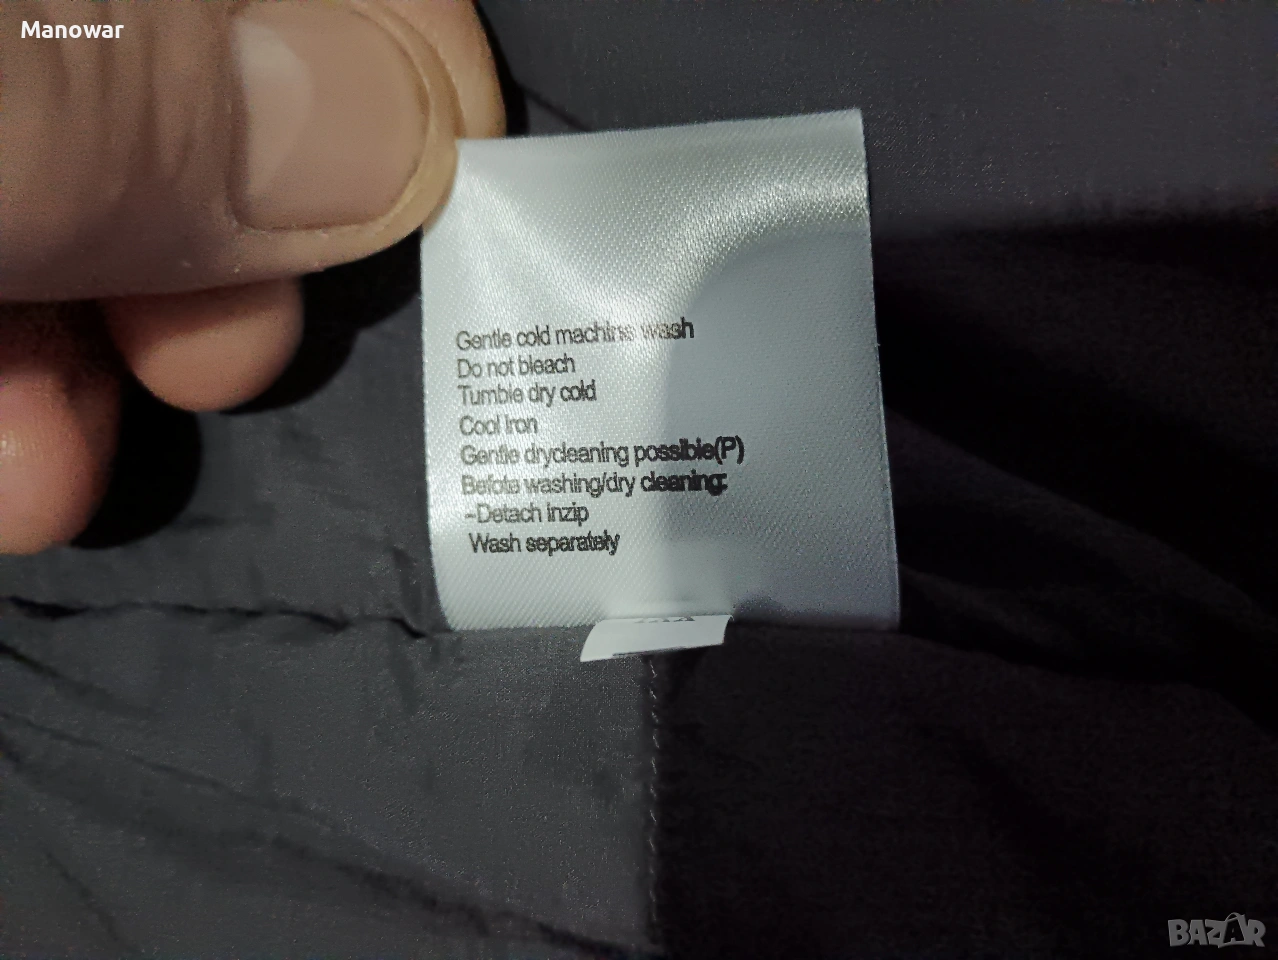 Manowar
Gentle cold machine wash
Do not bleach
Tumble dry cold
Cool Iron
Gentle drycleaning possible(P)
Befota washing/dry cleaning:
-Detach inzip
Wash separately
BAZAR